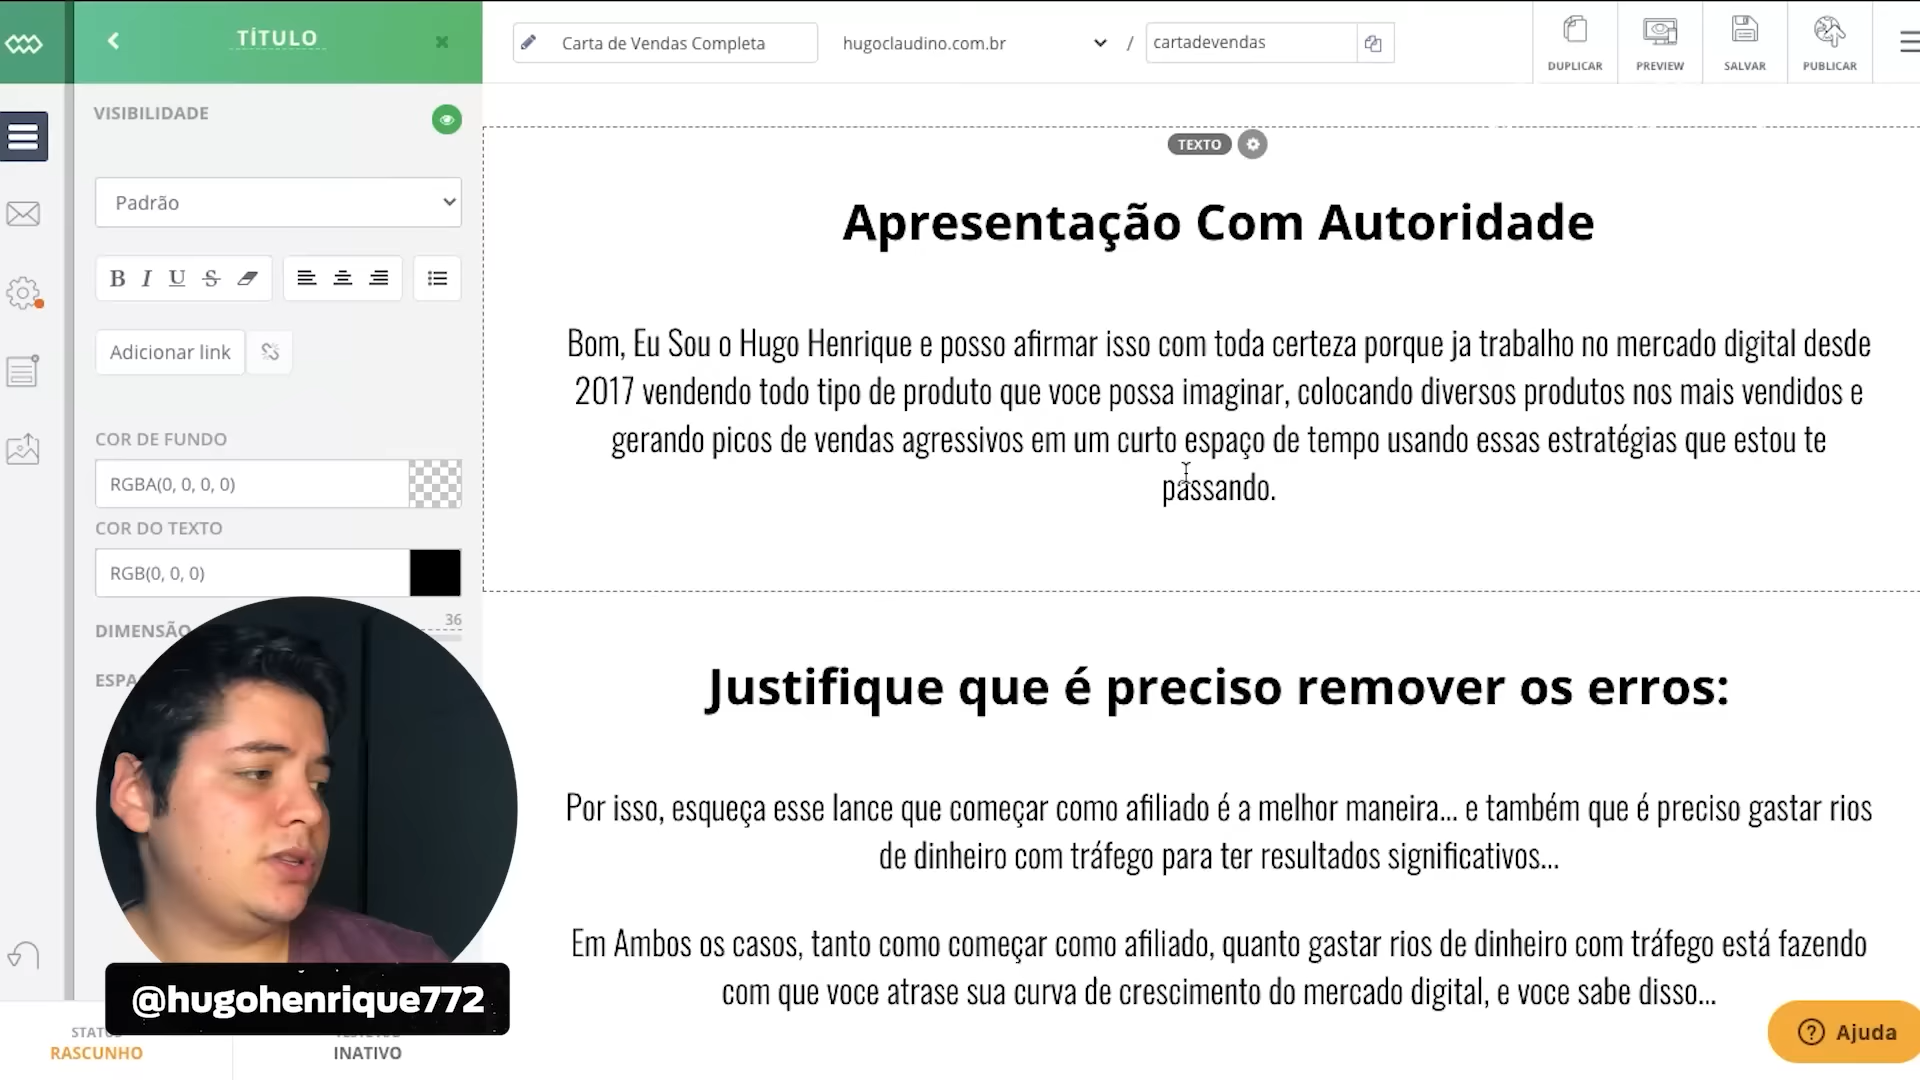 TÍTULO
Carta de Vendas Completa
hugoclaudino.com.br
/
cartadevendas
DUPLICAR
PREVIEW
SALVAR
PUBLICAR
VISIBILIDADE
Padrão
B I U S
Adicionar link
COR DE FUNDO
RGBA(0, 0, 0, 0)
COR DO TEXTO
RGB(0, 0, 0)
DIMENSÃO
36
ESPA
TEXTO
Apresentação Com Autoridade
Bom, Eu Sou o Hugo Henrique e posso afirmar isso com toda certeza porque ja trabalho no mercado digital desde
2017 vendendo todo tipo de produto que voce possa imaginar, colocando diversos produtos nos mais vendidos e
gerando picos de vendas agressivos em um curto espaço de tempo usando essas estratégias que estou te
passando.
Justifique que é preciso remover os erros:
Por isso, esqueça esse lance que começar como afiliado é a melhor maneira... e também que é preciso gastar rios
de dinheiro com tráfego para ter resultados significativos...
Em Ambos os casos, tanto como começar como afiliado, quanto gastar rios de dinheiro com tráfego está fazendo
com que voce atrase sua curva de crescimento do mercado digital, e voce sabe disso...
@hugohenrique772
RASCUNHO
INATIVO
Ajuda